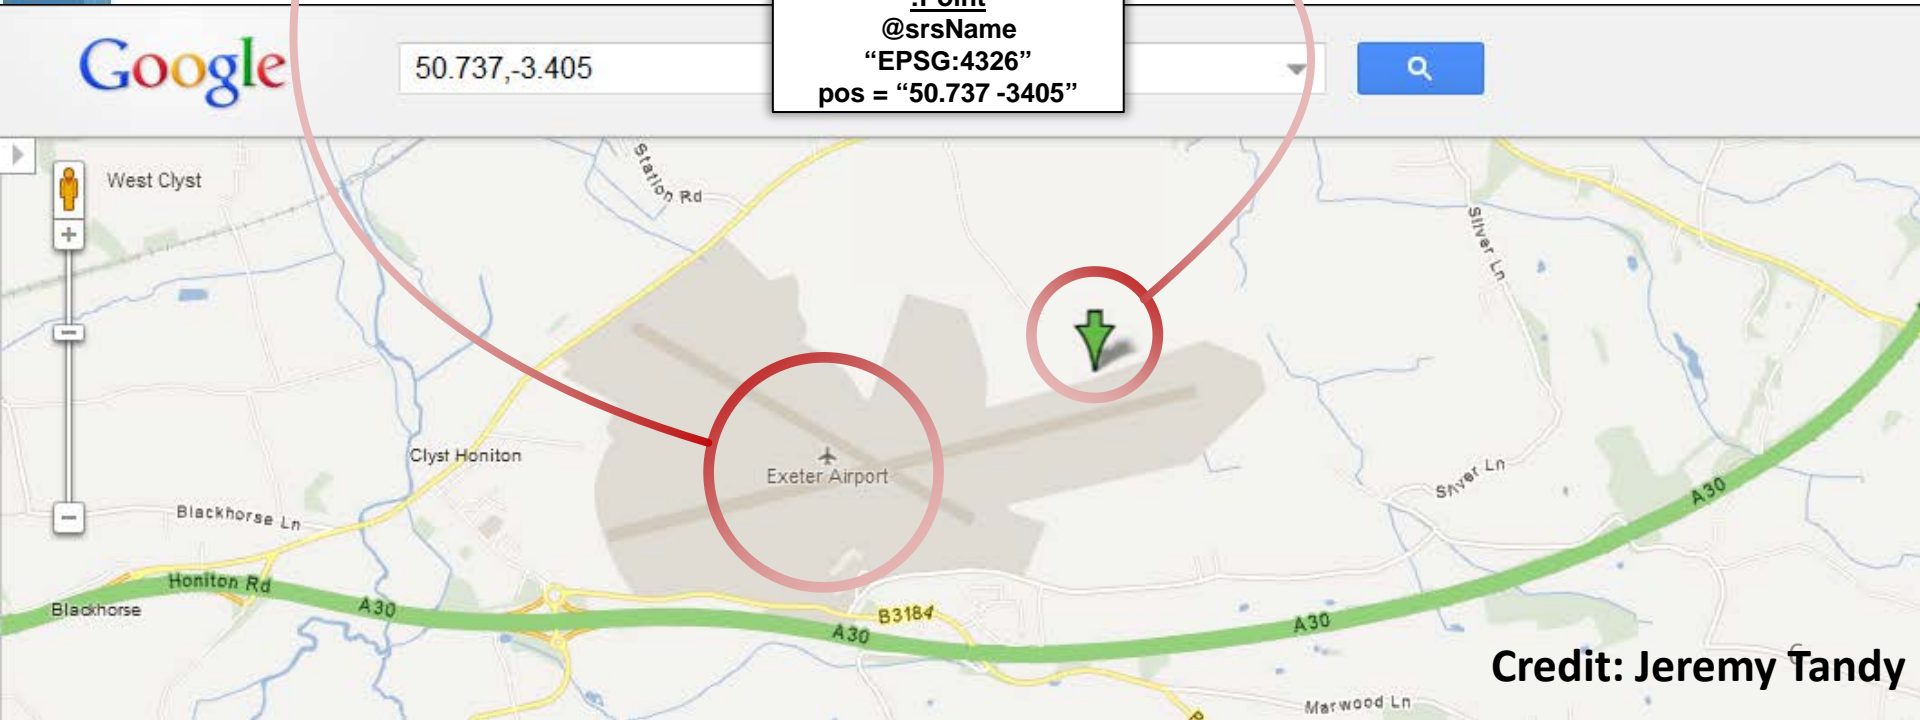 :Point
@srsName
“EPSG:4326”
pos = “50.737 -3405”
Google
50.737,-3.405
West Clyst
Station Rd
Silver Ln
Clyst Honiton
Exeter Airport
Silver Ln
A30
Blackhorse Ln
Honiton Rd
Blackhorse
A30
B3184
A30
A30
Credit: Jeremy Tandy
Marwood Ln